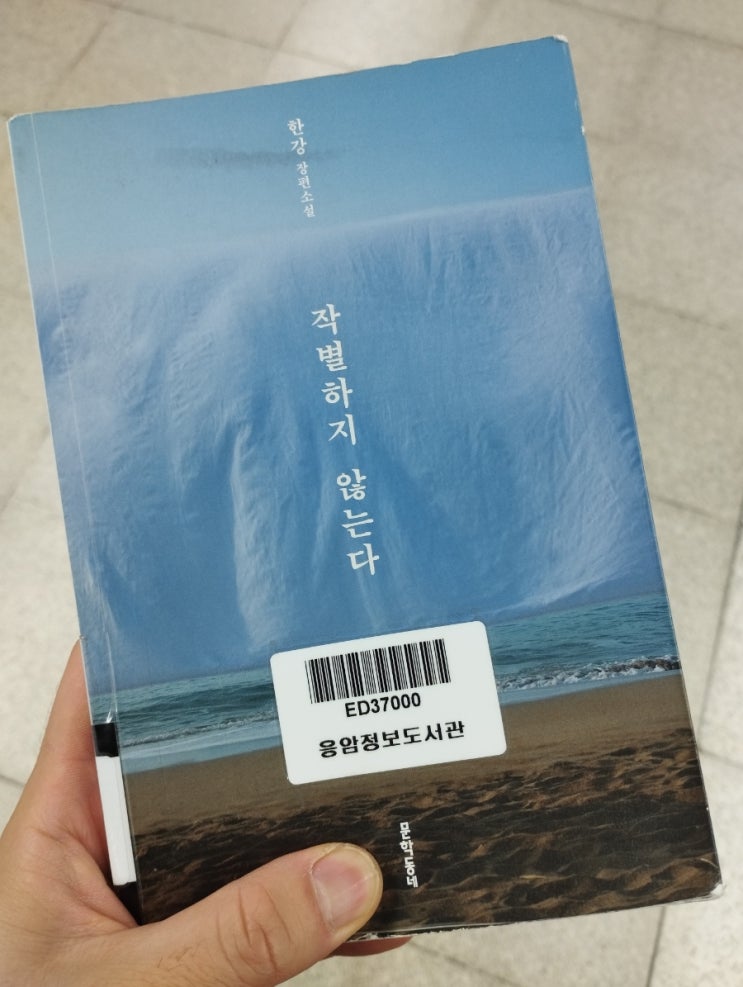 한강 장편소설
작별하지 않는다
ED37000
응암정보도서관
문학동네